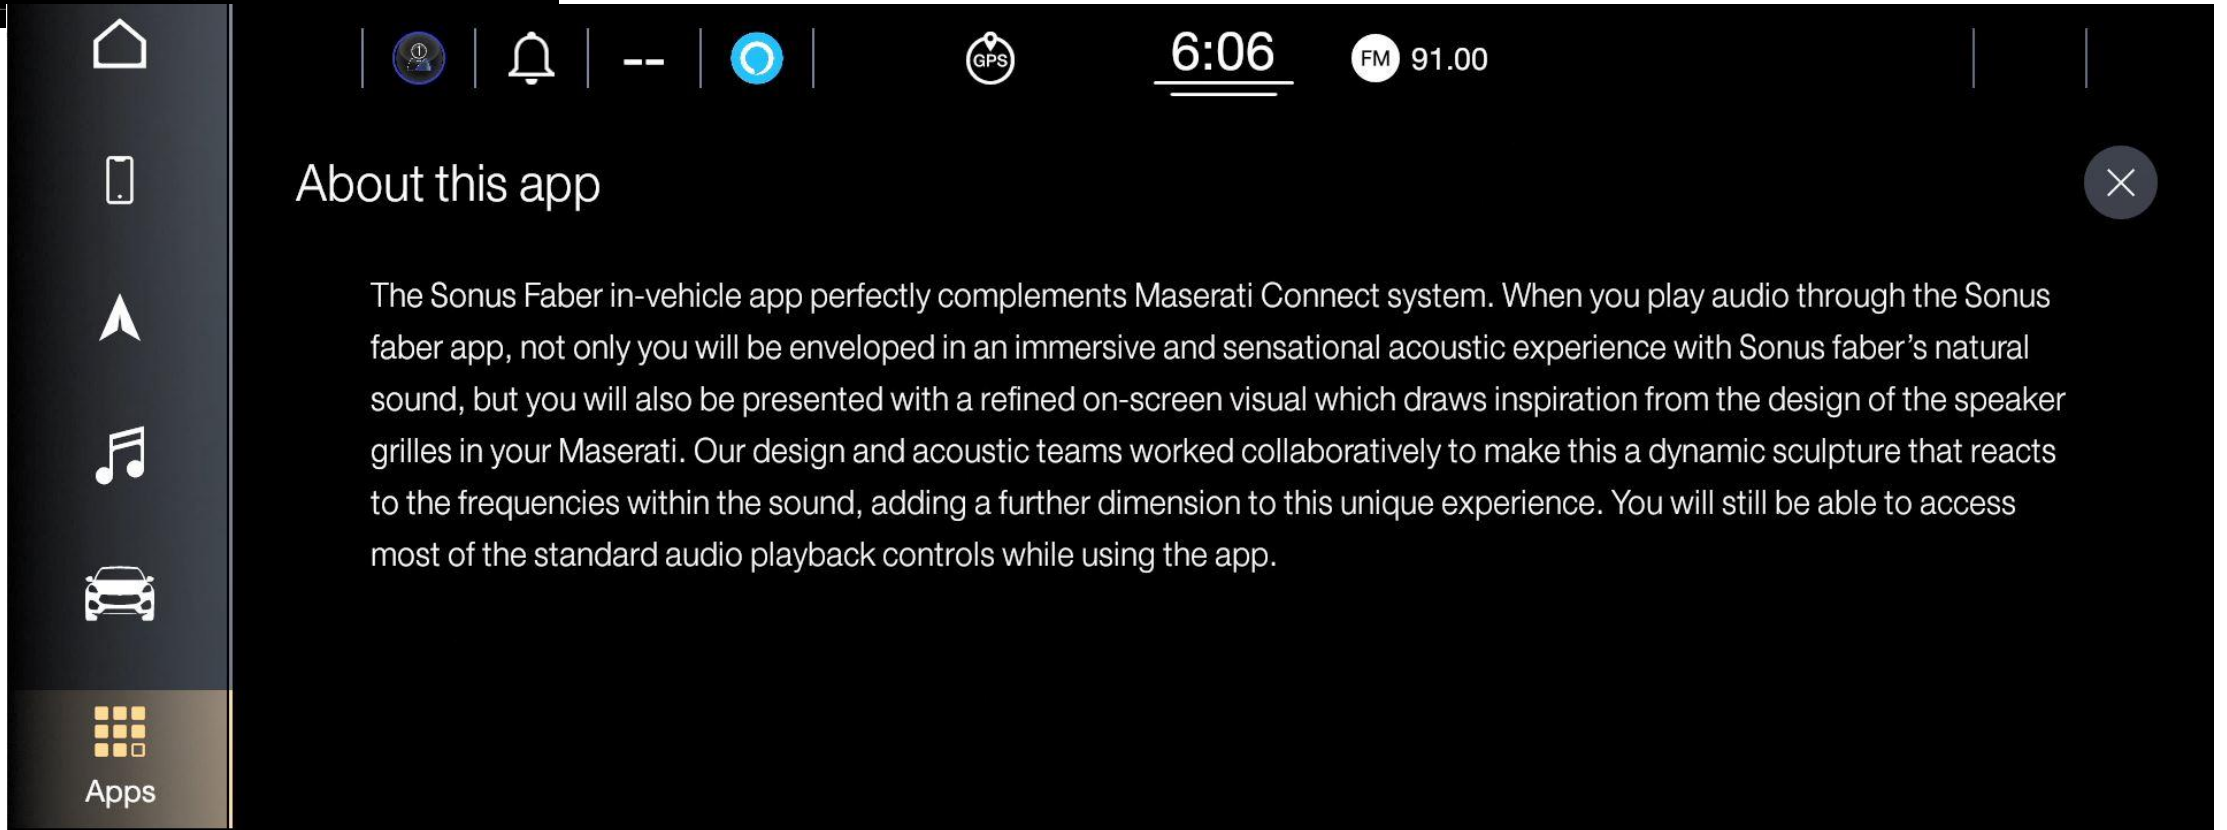 -- GPS 6:06 FM 91.00
About this app
The Sonus Faber in-vehicle app perfectly complements Maserati Connect system. When you play audio through the Sonus
faber app, not only you will be enveloped in an immersive and sensational acoustic experience with Sonus faber’s natural
sound, but you will also be presented with a refined on-screen visual which draws inspiration from the design of the speaker
grilles in your Maserati. Our design and acoustic teams worked collaboratively to make this a dynamic sculpture that reacts
to the frequencies within the sound, adding a further dimension to this unique experience. You will still be able to access
most of the standard audio playback controls while using the app.
Apps